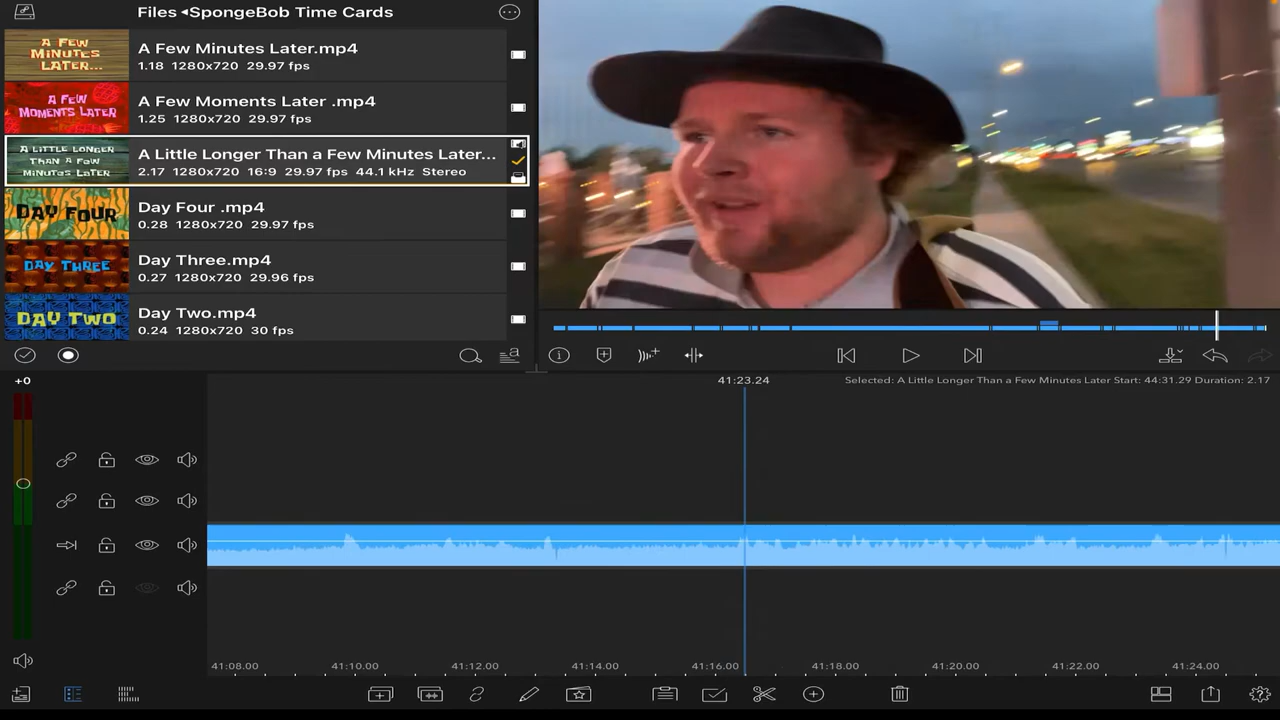 Files ◂SpongeBob Time Cards
A FEW
MINUTES
LATER...
A Few Minutes Later.mp4
1.18 1280x720 29.97 fps
A FEW
MOMENTS LATER
A Few Moments Later .mp4
1.25 1280x720 29.97 fps
A LITTLE LONGER
THAN A FEW
MINUTES LATER
A Little Longer Than a Few Minutes Later...
2.17 1280x720 16:9 29.97 fps 44.1 kHz Stereo
DAY FOUR
Day Four .mp4
0.28 1280x720 29.97 fps
DAY THREE
Day Three.mp4
0.27 1280x720 29.96 fps
DAY TWO
Day Two.mp4
0.24 1280x720 30 fps
+0
41:23.24
Selected: A Little Longer Than a Few Minutes Later Start: 44:31.29 Duration: 2.17
41:08.00 41:10.00 41:12.00 41:14.00 41:16.00 41:18.00 41:20.00 41:22.00 41:24.00